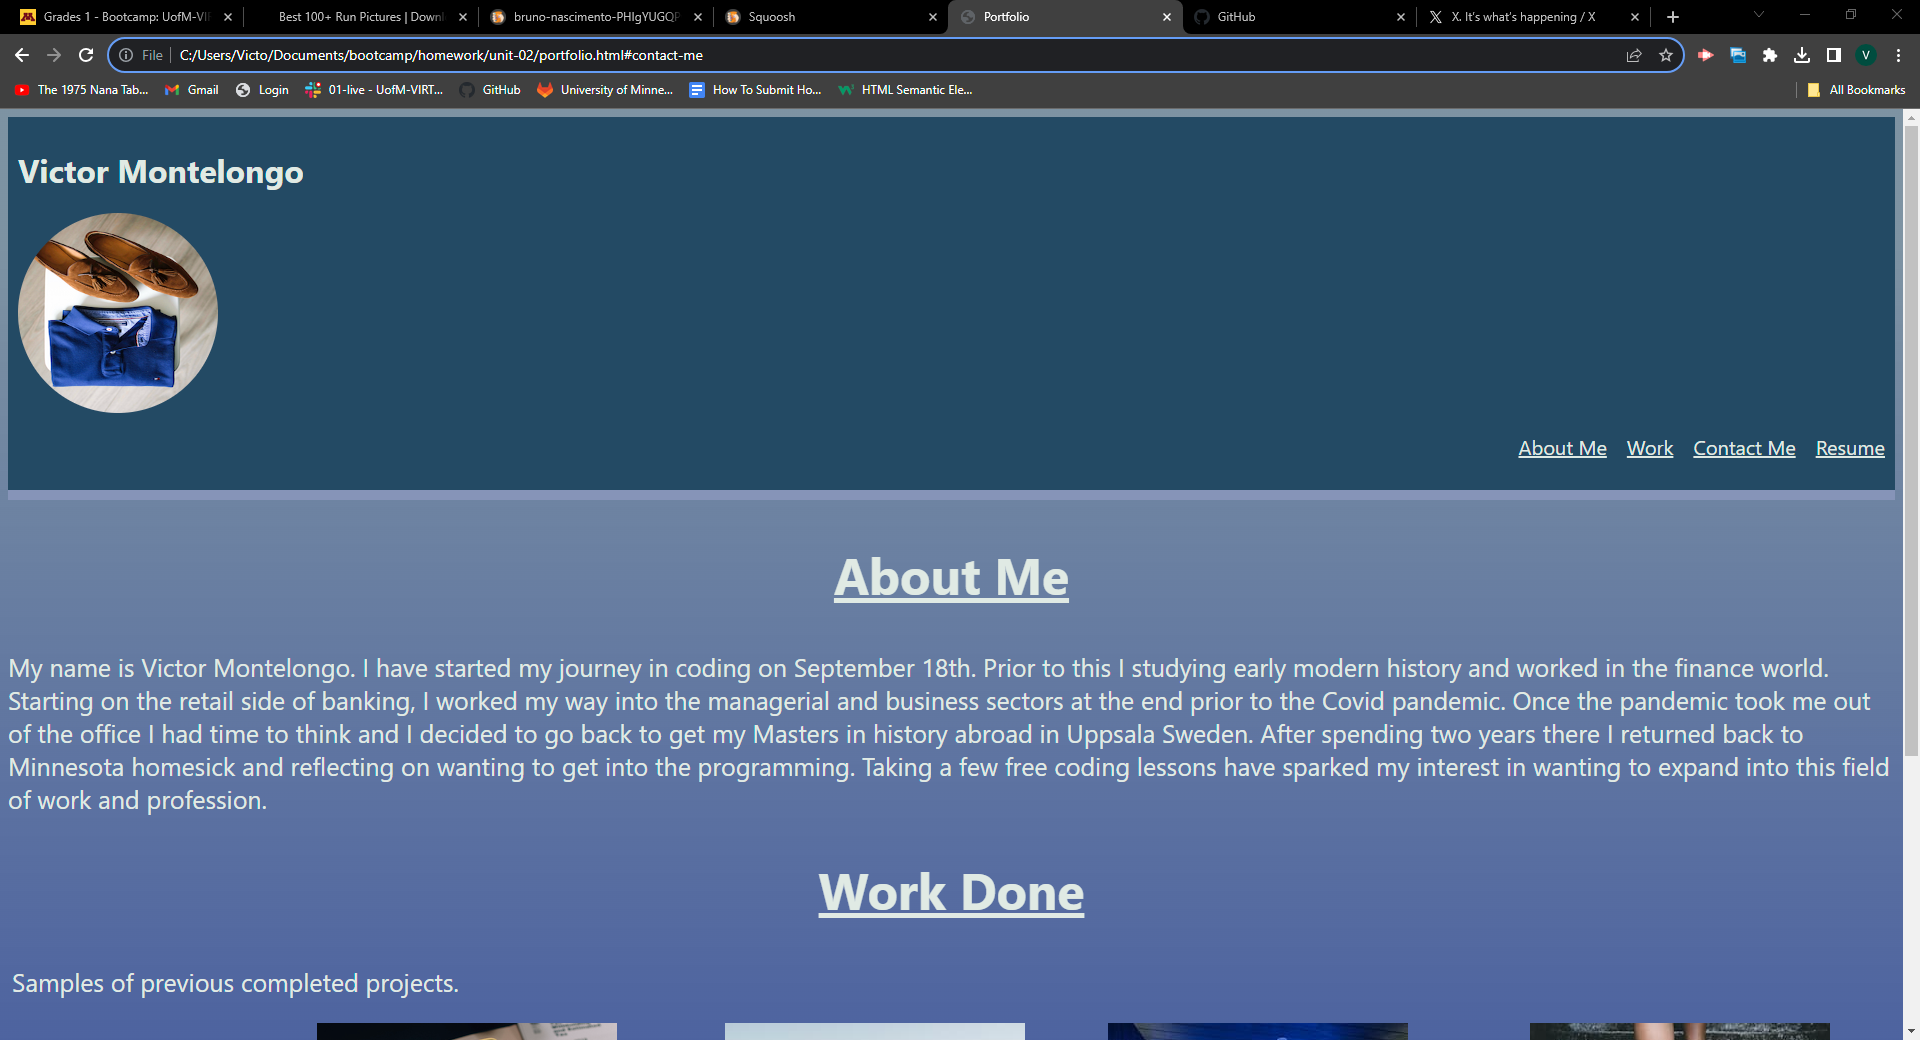 Grades 1 - Bootcamp: UofM-VI
Best 100+ Run Pictures | Downl
bruno-nascimento-PHIgYUGQP
Squoosh
Portfolio
GitHub
X. It's what's happening / X
File
C:/Users/Victo/Documents/bootcamp/homework/unit-02/portfolio.html#contact-me
V
The 1975 Nana Tab...
Gmail
Login
01-live - UofM-VIRT...
GitHub
University of Minne...
How To Submit Ho...
HTML Semantic Ele...
All Bookmarks
Victor Montelongo
About Me Work Contact Me Resume
About Me
My name is Victor Montelongo. I have started my journey in coding on September 18th. Prior to this I studying early modern history and worked in the finance world.
Starting on the retail side of banking, I worked my way into the managerial and business sectors at the end prior to the Covid pandemic. Once the pandemic took me out
of the office I had time to think and I decided to go back to get my Masters in history abroad in Uppsala Sweden. After spending two years there I returned back to
Minnesota homesick and reflecting on wanting to get into the programming. Taking a few free coding lessons have sparked my interest in wanting to expand into this field
of work and profession.
Work Done
Samples of previous completed projects.